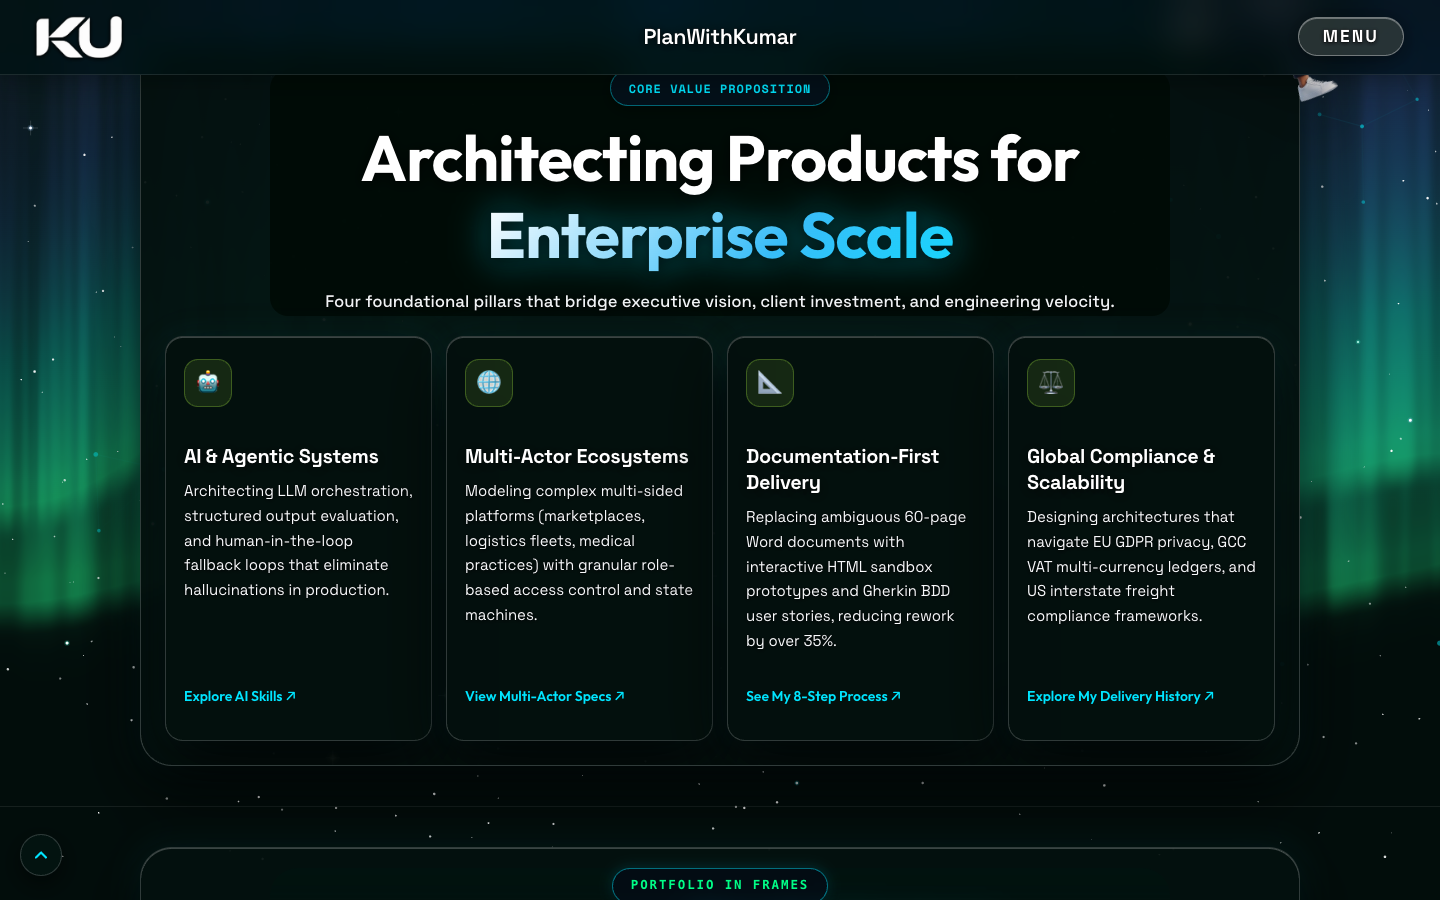 KU
PlanWithKumar
MENU
CORE VALUE PROPOSITION
Architecting Products for
Enterprise Scale
Four foundational pillars that bridge executive vision, client investment, and engineering velocity.
AI & Agentic Systems
Architecting LLM orchestration,
structured output evaluation,
and human-in-the-loop
fallback loops that eliminate
hallucinations in production.
Explore AI Skills ↗
Multi-Actor Ecosystems
Modeling complex multi-sided
platforms (marketplaces,
logistics fleets, medical
practices) with granular role-
based access control and state
machines.
View Multi-Actor Specs ↗
Documentation-First
Delivery
Replacing ambiguous 60-page
Word documents with
interactive HTML sandbox
prototypes and Gherkin BDD
user stories, reducing rework
by over 35%.
See My 8-Step Process ↗
Global Compliance &
Scalability
Designing architectures that
navigate EU GDPR privacy, GCC
VAT multi-currency ledgers, and
US interstate freight
compliance frameworks.
Explore My Delivery History ↗
PORTFOLIO IN FRAMES